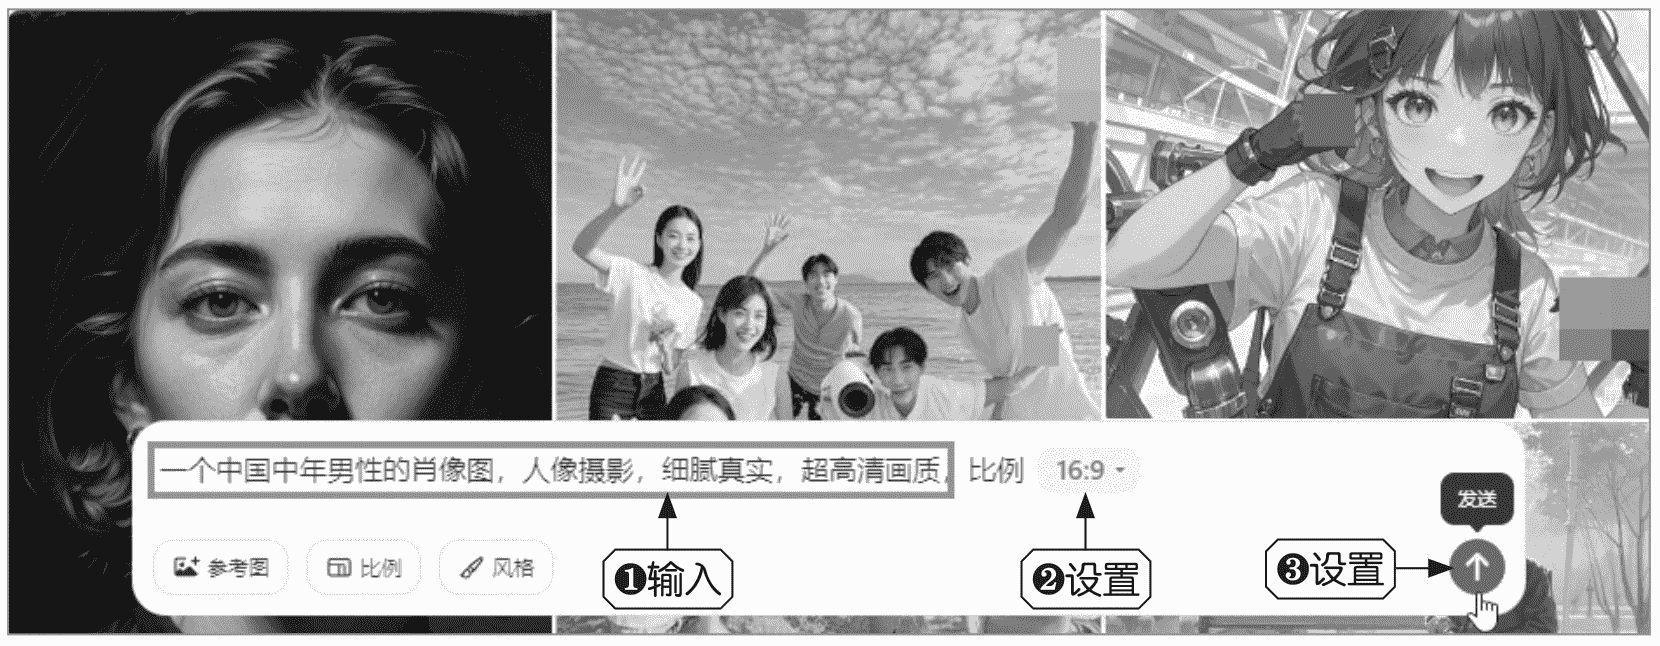 一个中国中年男性的肖像图，人像摄影，细腻真实，超高清画质，比例 16:9
发送
参考图 比例 风格
❶输入 ❷设置 ❸设置